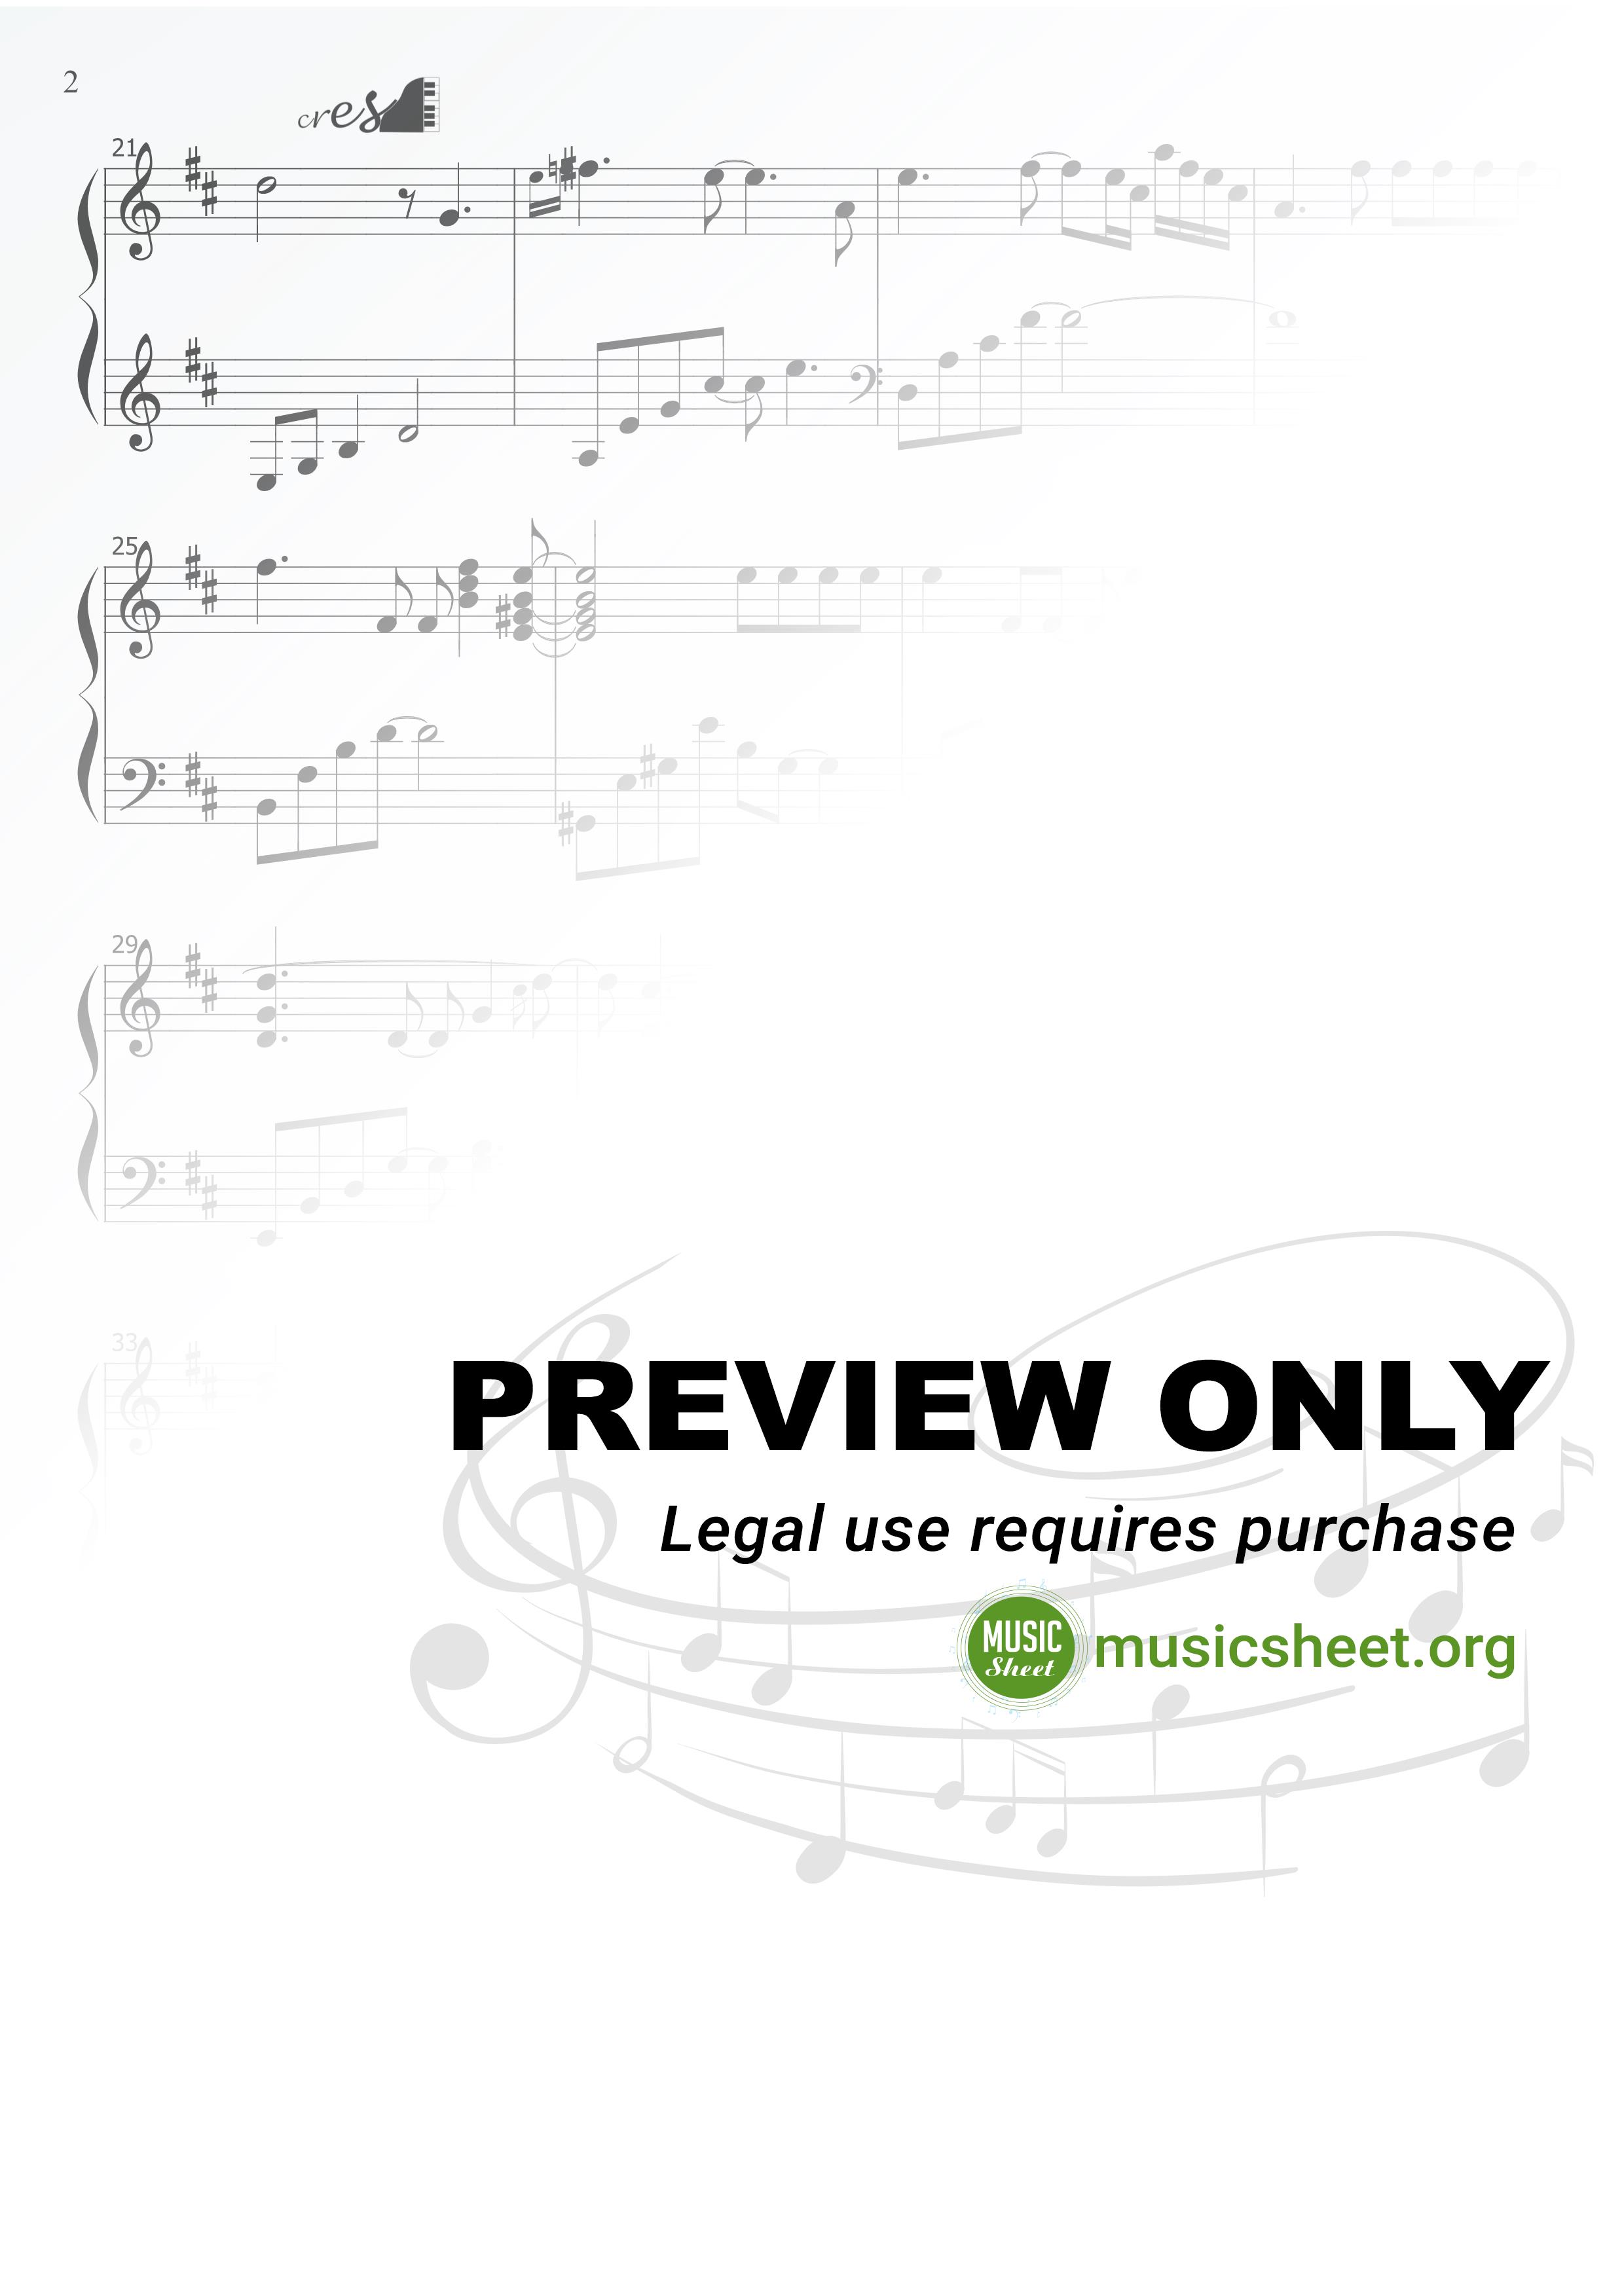 2
cres
21
25
29
33
PREVIEW ONLY
Legal use requires purchase
MUSIC
Sheet
musicsheet.org